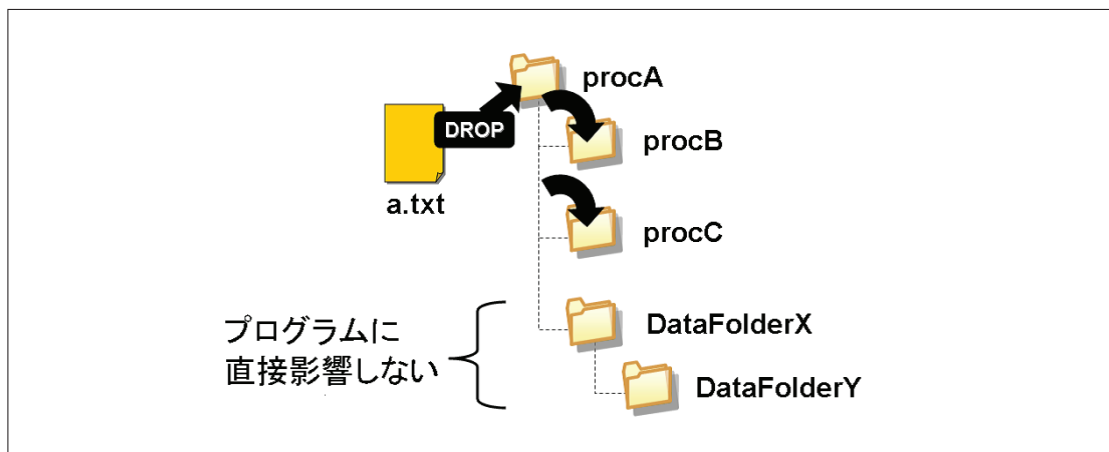 procA
DROP
procB
a.txt
procC
プログラムに
直接影響しない
DataFolderX
DataFolderY